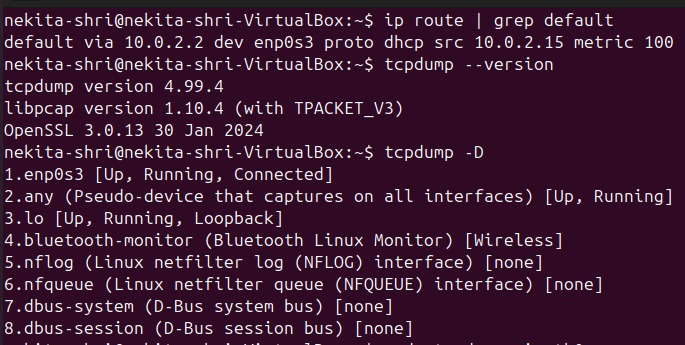 nekita-shri@nekita-shri-VirtualBox:~$ ip route | grep default
default via 10.0.2.2 dev enp0s3 proto dhcp src 10.0.2.15 metric 100
nekita-shri@nekita-shri-VirtualBox:~$ tcpdump --version
tcpdump version 4.99.4
libpcap version 1.10.4 (with TPACKET_V3)
OpenSSL 3.0.13 30 Jan 2024
nekita-shri@nekita-shri-VirtualBox:~$ tcpdump -D
1.enp0s3 [Up, Running, Connected]
2.any (Pseudo-device that captures on all interfaces) [Up, Running]
3.lo [Up, Running, Loopback]
4.bluetooth-monitor (Bluetooth Linux Monitor) [Wireless]
5.nflog (Linux netfilter log (NFLOG) interface) [none]
6.nfqueue (Linux netfilter queue (NFQUEUE) interface) [none]
7.dbus-system (D-Bus system bus) [none]
8.dbus-session (D-Bus session bus) [none]